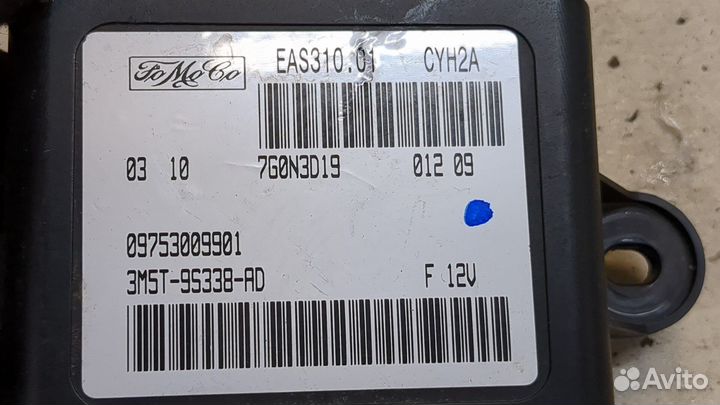 FoMoCo EAS310.01 CYH2A
03 10 7G0N3D19 012 09
09753009901
3M5T-9S338-AD F 12V
Avito